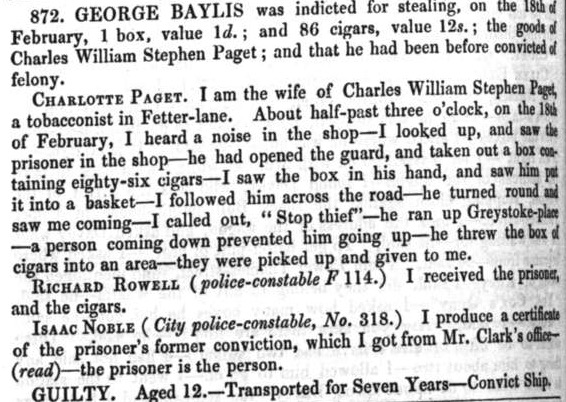 872. GEORGE BAYLIS was indicted for stealing, on the 18th of
February, 1 box, value 1d.; and 86 cigars, value 12s.; the goods of
Charles William Stephen Paget; and that he had been before convicted of
felony.
CHARLOTTE PAGET. I am the wife of Charles William Stephen Paget,
a tobacconist in Fetter-lane. About half-past three o'clock, on the 18th
of February, I heard a noise in the shop—I looked up, and saw the
prisoner in the shop—he had opened the guard, and taken out a box con-
taining eighty-six cigars—I saw the box in his hand, and saw him put
it into a basket—I followed him across the road—he turned round and
saw me coming—I called out, "Stop thief"—he ran up Greystoke-place
—a person coming down prevented him going up—he threw the box of
cigars into an area—they were picked up and given to me.
RICHARD ROWELL (police-constable F 114.) I received the prisoner,
and the cigars.
ISAAC NOBLE (City police-constable, No. 318.) I produce a certificate
of the prisoner's former conviction, which I got from Mr. Clark's office—
(read)—the prisoner is the person.
GUILTY. Aged 12.—Transported for Seven Years—Convict Ship.